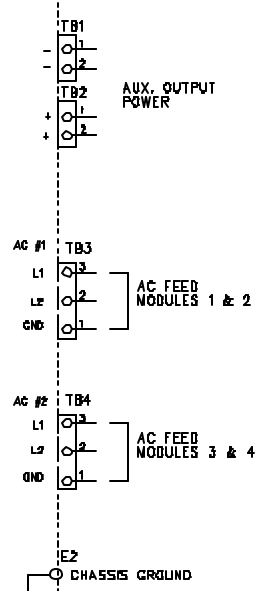 TB1
- 1
- 2
AUX. OUTPUT
POWER
TB2
+ 1
+ 2
AC #1 TB3
L1 3
L2 2
GND 1
AC FEED
MODULES 1 & 2
AC #2 TB4
L1 3
L2 2
GND 1
AC FEED
MODULES 3 & 4
E2
CHASSIS GROUND